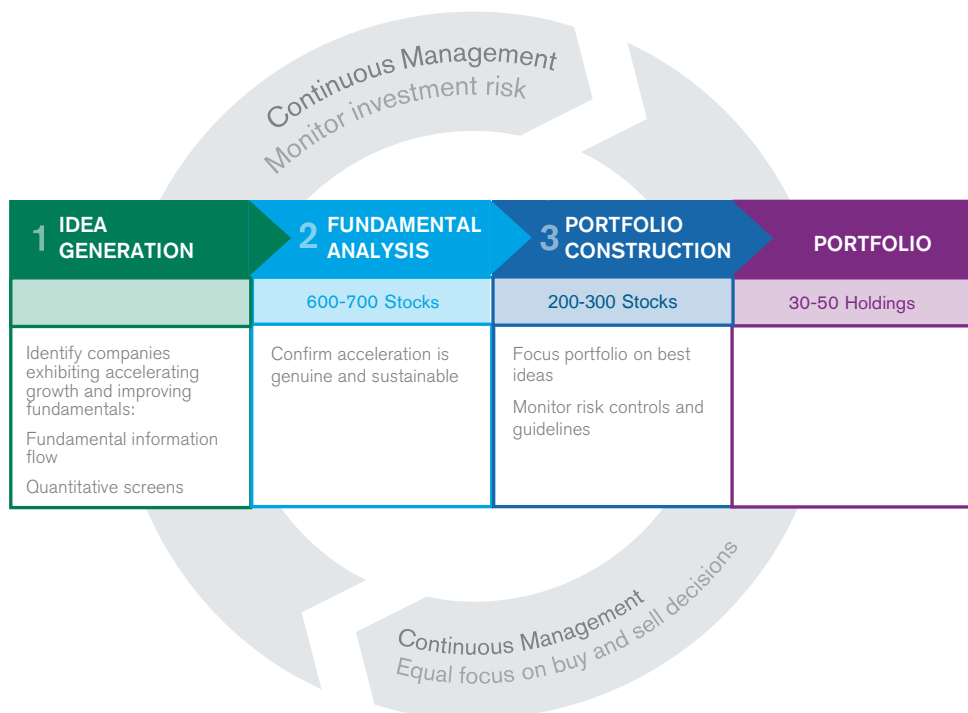 Continuous Management
Monitor investment risk
1
IDEA
GENERATION
2
FUNDAMENTAL
ANALYSIS
3
PORTFOLIO
CONSTRUCTION
PORTFOLIO
600-700 Stocks
200-300 Stocks
30-50 Holdings
Identify companies
exhibiting accelerating
growth and improving
fundamentals:
Fundamental information
flow
Quantitative screens
Confirm acceleration is
genuine and sustainable
Focus portfolio on best
ideas
Monitor risk controls and
guidelines
Continuous Management
Equal focus on buy and sell decisions